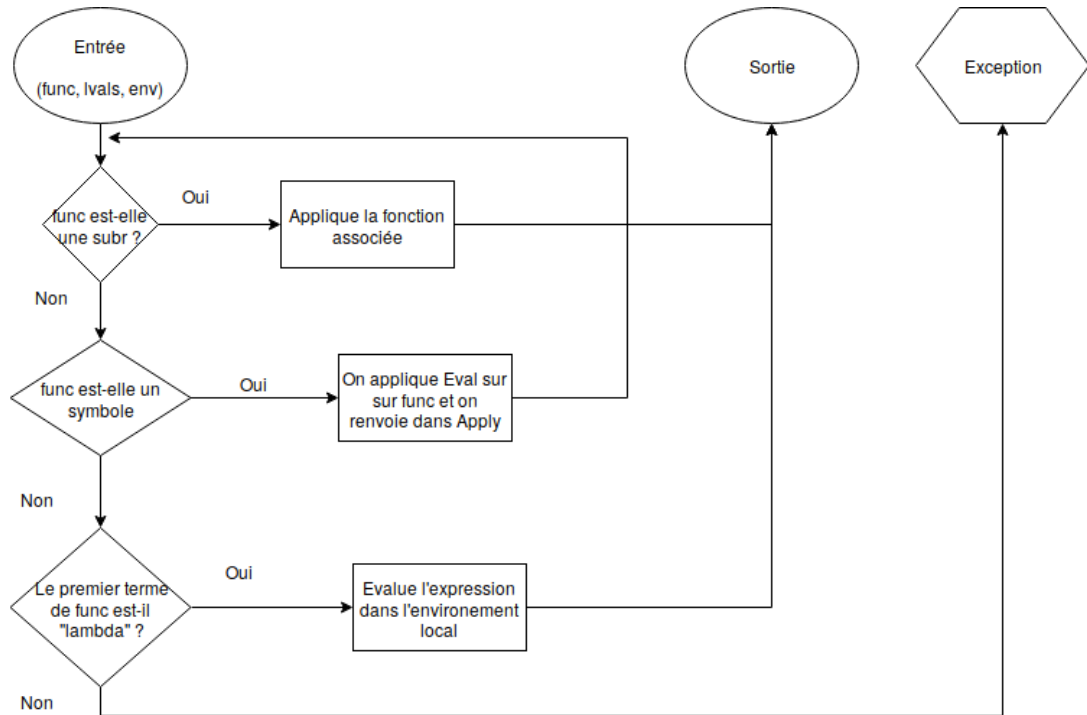 Entrée
(func, lvals, env)
Sortie
Exception
func est-elle
une subr ?
Oui
Applique la fonction
associée
Non
func est-elle un
symbole
Oui
On applique Eval sur
sur func et on
renvoie dans Apply
Non
Le premier terme
de func est-il
"lambda" ?
Oui
Evalue l'expression
dans l'environement
local
Non